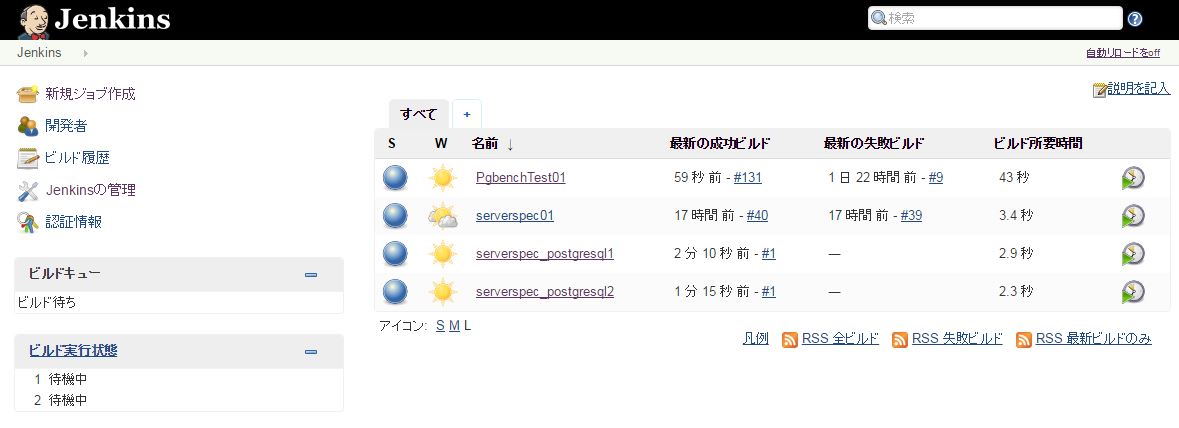 Jenkins
検索
Jenkins
自動リロードをoff
説明を記入
新規ジョブ作成
開発者
ビルド履歴
Jenkinsの管理
認証情報
ビルドキュー
ビルド待ち
ビルド実行状態
1 待機中
2 待機中
すべて +
S W 名前 ↓ 最新の成功ビルド 最新の失敗ビルド ビルド所要時間
PgbenchTest01 59 秒 前 - #131 1 日 22 時間 前 - #9 43 秒
serverspec01 17 時間 前 - #40 17 時間 前 - #39 3.4 秒
serverspec_postgresql1 2 分 10 秒 前 - #1 — 2.9 秒
serverspec_postgresql2 1 分 15 秒 前 - #1 — 2.3 秒
アイコン: S M L
凡例 RSS 全ビルド RSS 失敗ビルド RSS 最新ビルドのみ